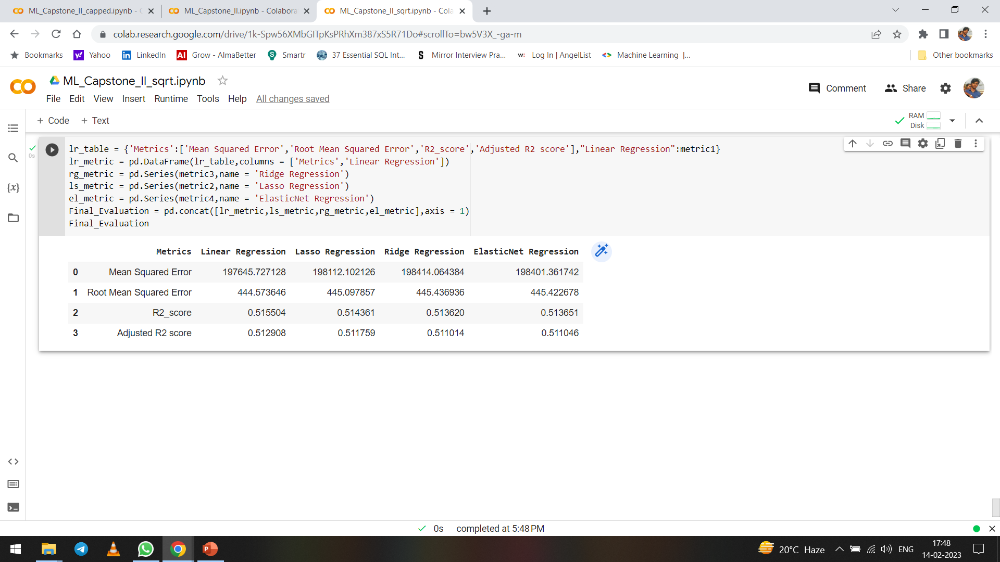 ML_Capstone_II_capped.ipynb - C
ML_Capstone_II.ipynb - Colabora
ML_Capstone_II_sqrt.ipynb - Cola
colab.research.google.com/drive/1k-Spw56XMbGITpKsPRhXm387xS5R71Do#scrollTo=bw5V3X_-ga-m
Bookmarks Yahoo LinkedIn AI Grow - AlmaBetter Smartr 37 Essential SQL Int... Mirror Interview Pra... w: Log In | AngelList Machine Learning |... Other bookmarks
ML_Capstone_II_sqrt.ipynb
Comment Share
File Edit View Insert Runtime Tools Help All changes saved
+ Code + Text
RAM
Disk
0s
lr_table = {'Metrics':['Mean Squared Error','Root Mean Squared Error','R2_score','Adjusted R2 score'],"Linear Regression":metric1}
lr_metric = pd.DataFrame(lr_table,columns = ['Metrics','Linear Regression'])
rg_metric = pd.Series(metric3,name = 'Ridge Regression')
ls_metric = pd.Series(metric2,name = 'Lasso Regression')
el_metric = pd.Series(metric4,name = 'ElasticNet Regression')
Final_Evaluation = pd.concat([lr_metric,ls_metric,rg_metric,el_metric],axis = 1)
Final_Evaluation
Metrics Linear Regression Lasso Regression Ridge Regression ElasticNet Regression
0 Mean Squared Error 197645.727128 198112.102126 198414.064384 198401.361742
1 Root Mean Squared Error 444.573646 445.097857 445.436936 445.422678
2 R2_score 0.515504 0.514361 0.513620 0.513651
3 Adjusted R2 score 0.512908 0.511759 0.511014 0.511046
{x}
0s completed at 5:48 PM
20°C Haze
ENG
17:48
14-02-2023